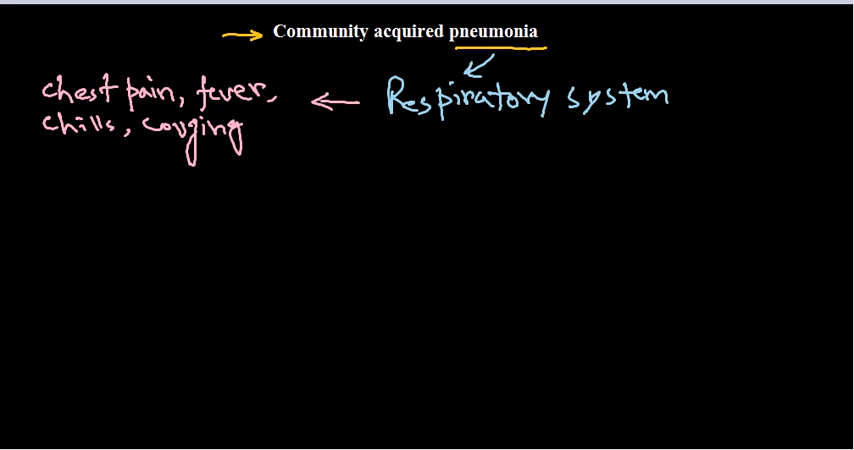 Community acquired pneumonia
chest pain, fever, ← Respiratory system
chills, couging